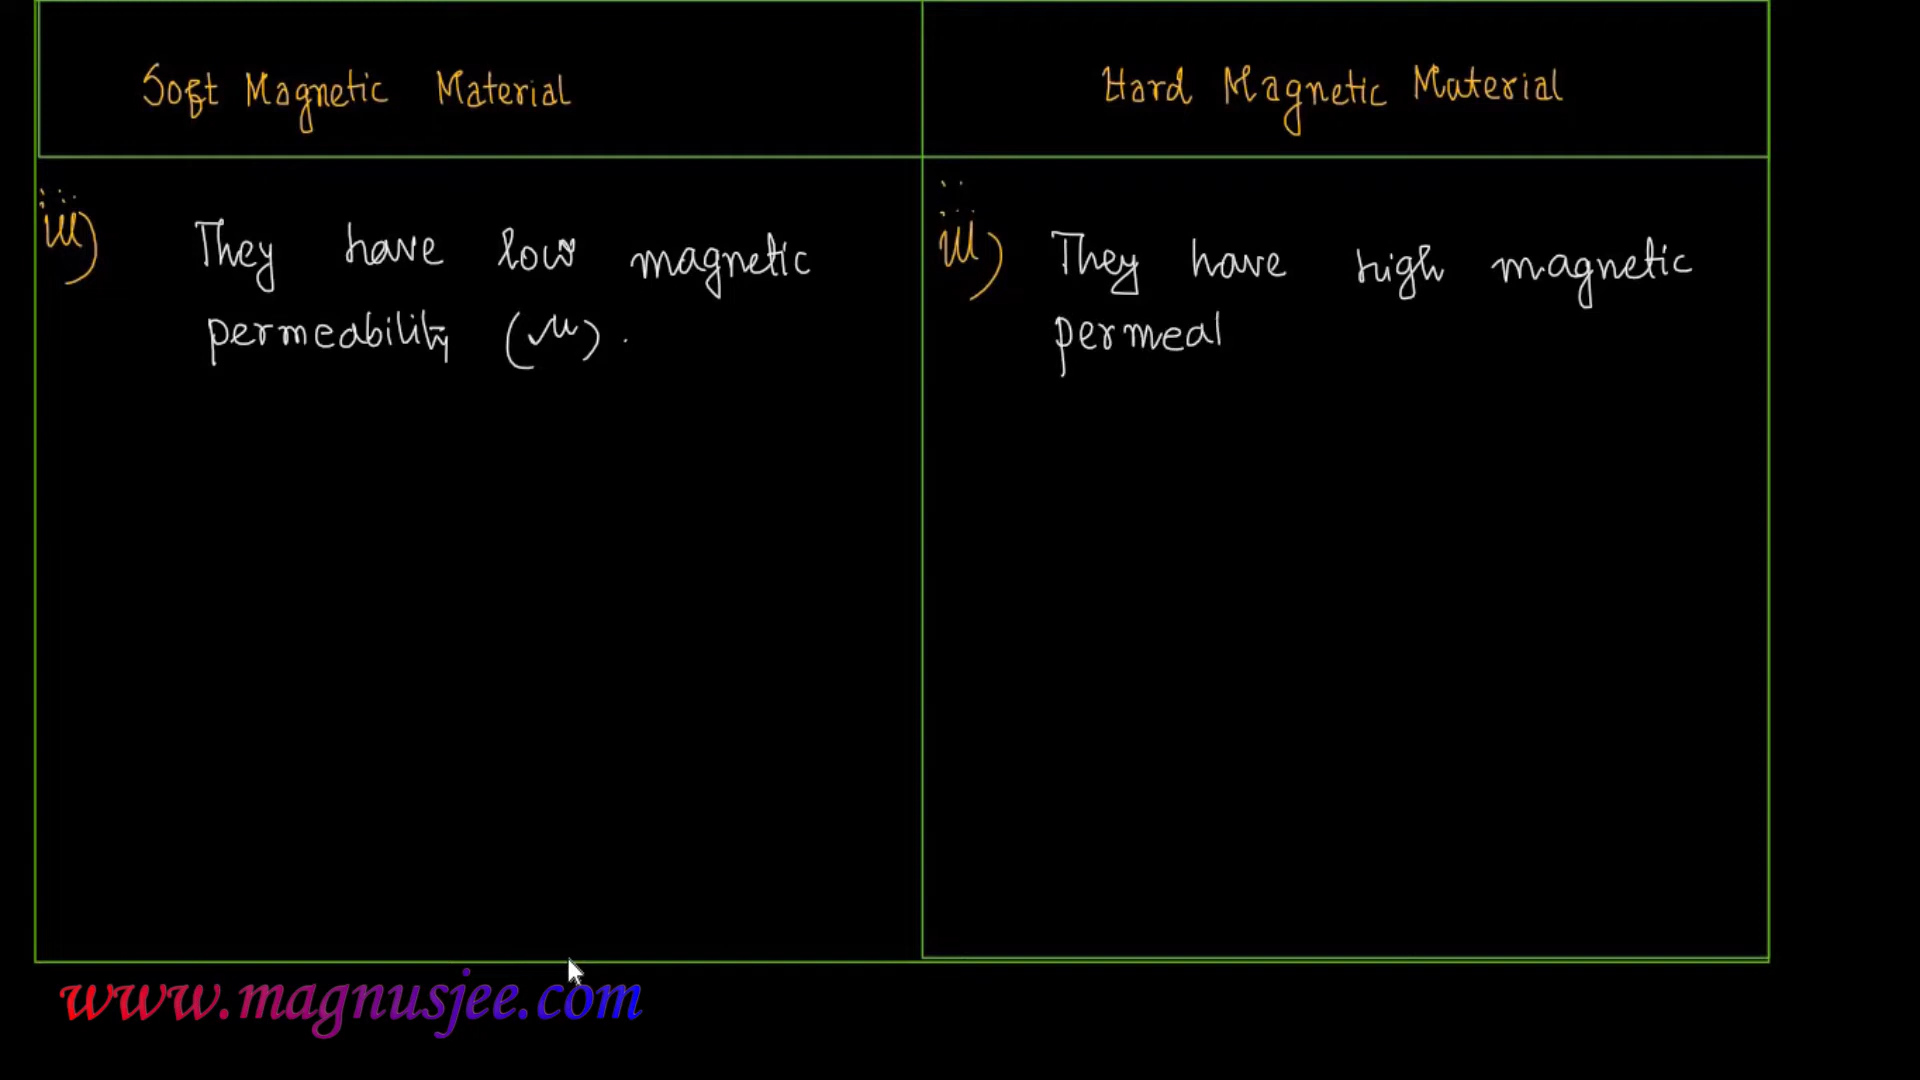 Soft Magnetic Material
Hard Magnetic Material
iii) They have low magnetic
permeability (μ).
iii) They have high magnetic
permeal
www.magnusjee.com